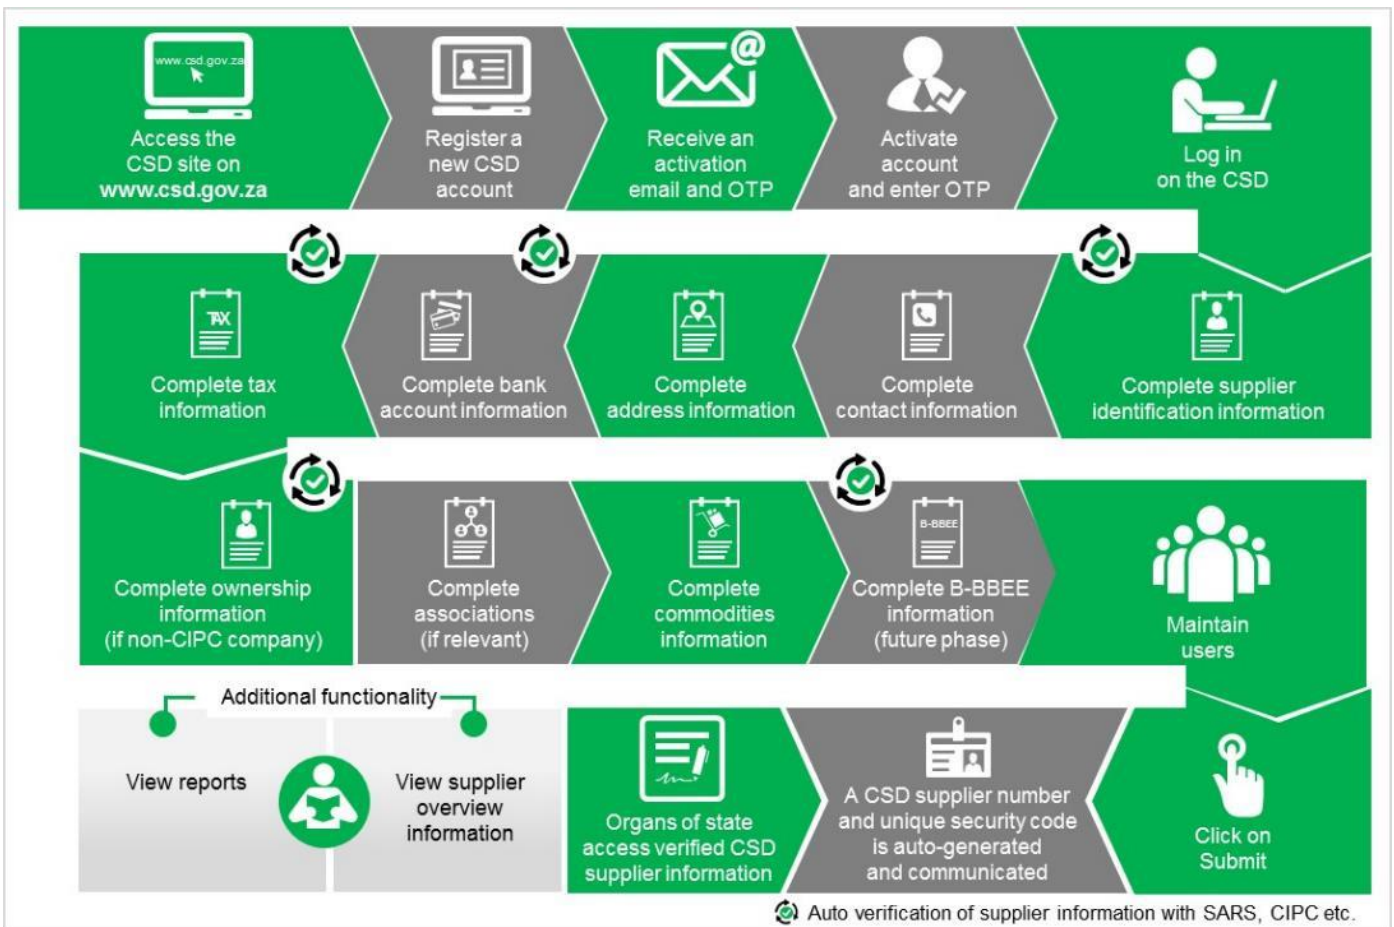 www.csd.gov.za
Access the
CSD site on
www.csd.gov.za
Register a
new CSD
account
@
Receive an
activation
email and OTP
Activate
account
and enter OTP
Log in
on the CSD
Complete supplier
identification information
Complete
contact information
Complete
address information
Complete bank
account information
TAX
Complete tax
information
Complete ownership
information
(if non-CIPC company)
Complete
associations
(if relevant)
Complete
commodities
information
B-BBEE
Complete B-BBEE
information
(future phase)
Maintain
users
Click on
Submit
A CSD supplier number
and unique security code
is auto-generated
and communicated
Organs of state
access verified CSD
supplier information
Additional functionality
View reports
View supplier
overview
information
Auto verification of supplier information with SARS, CIPC etc.